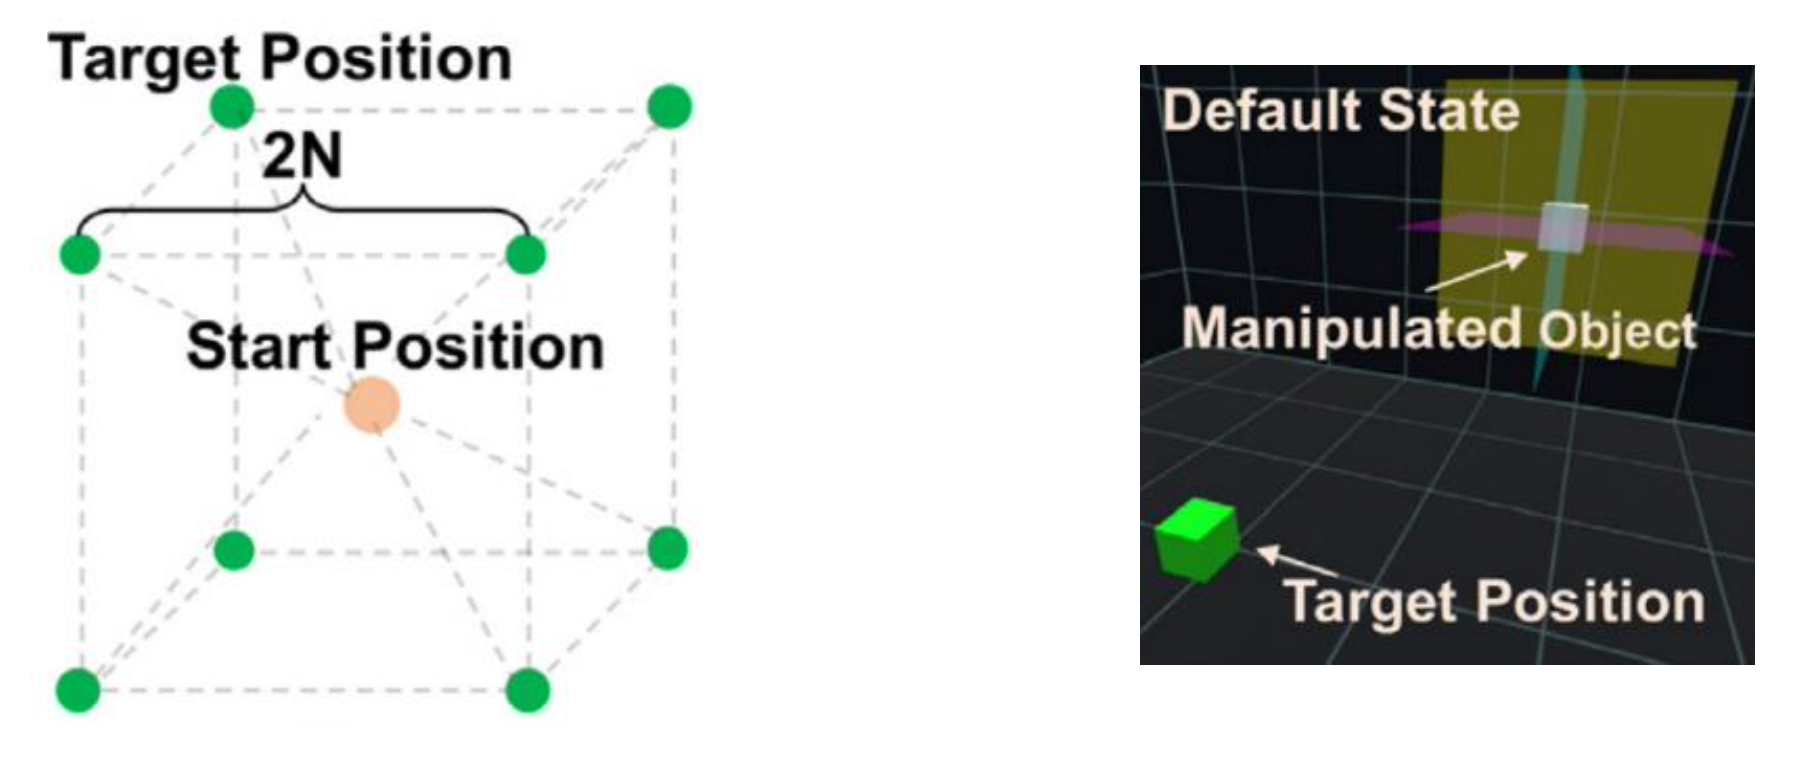 Target Position
2N
Start Position
Default State
Manipulated Object
Target Position